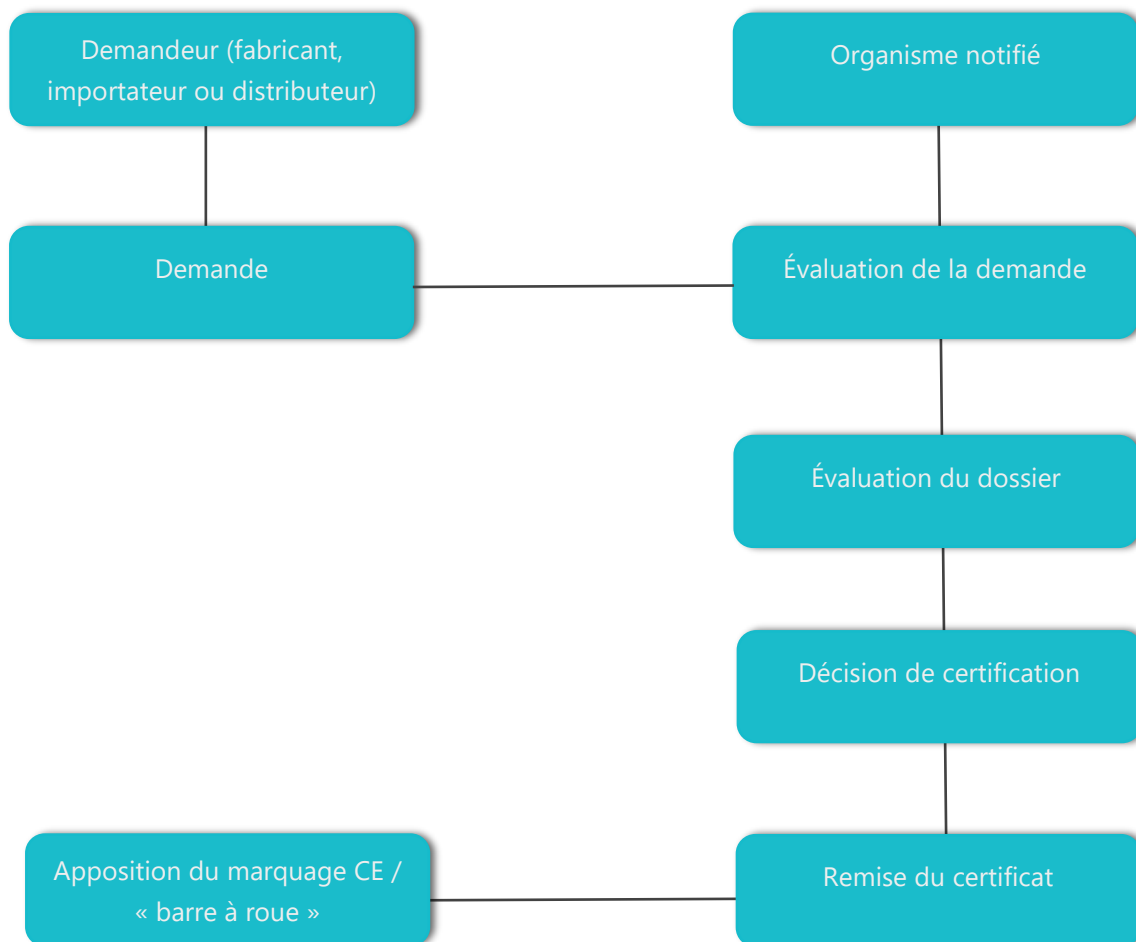 Demandeur (fabricant,
importateur ou distributeur)
Organisme notifié
Demande
Évaluation de la demande
Évaluation du dossier
Décision de certification
Apposition du marquage CE /
« barre à roue »
Remise du certificat